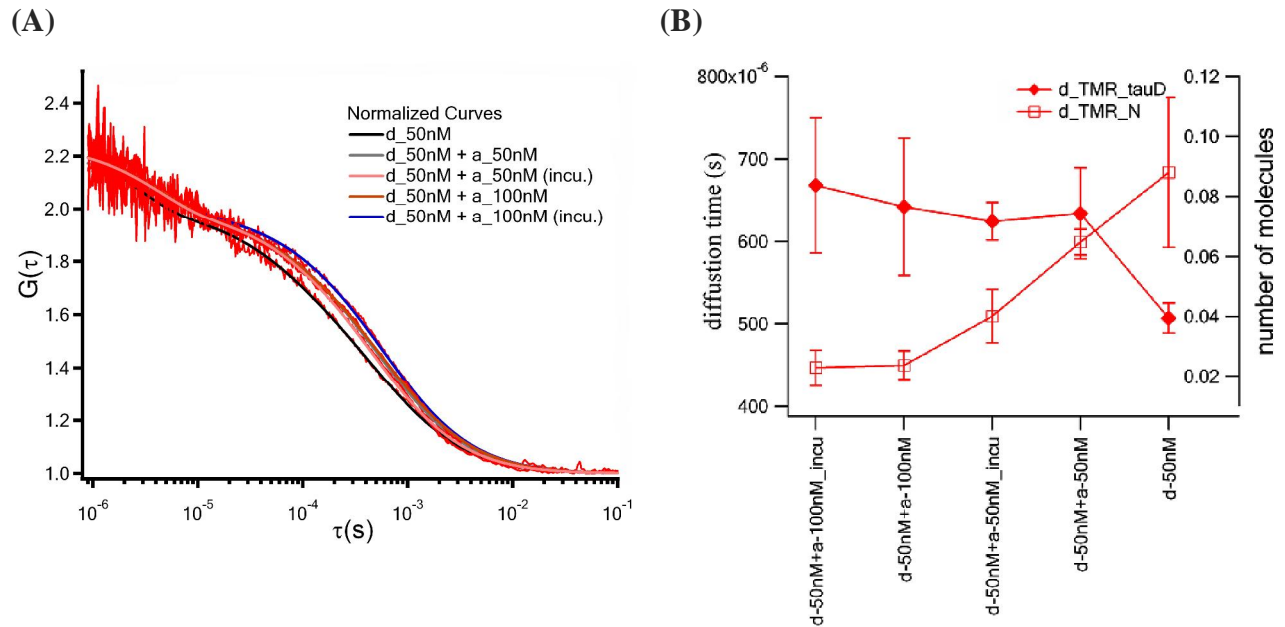 (A)
(B)
Normalized Curves
d_50nM
d_50nM + a_50nM
d_50nM + a_50nM (incu.)
d_50nM + a_100nM
d_50nM + a_100nM (incu.)
G(τ)
2.4
2.2
2.0
1.8
1.6
1.4
1.2
1.0
10-6
10-5
10-4
10-3
10-2
10-1
τ(s)
d_TMR_tauD
d_TMR_N
diffustion time (s)
800x10-6
700
600
500
400
0.12
0.10
0.08
0.06
0.04
0.02
number of molecules
d-50nM+a-100nM_incu
d-50nM+a-100nM
d-50nM+a-50nM_incu
d-50nM+a-50nM
d-50nM